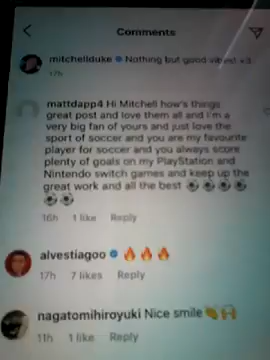 Comments
mitchellduke Nothing but good vibes <3
17h
mattdapp4 Hi Mitchell how's things
great post and love them all and I'm a
very big fan of yours and just love the
sport of soccer and you are my favourite
player for soccer and you always score
plenty of goals on my PlayStation and
Nintendo switch games and keep up the
great work and all the best ⚽ ⚽ ⚽ ⚽
⚽ ⚽
16h 1 like Reply
alvestiagoo 🔥 🔥 🔥
17h 7 likes Reply
nagatomihiroyuki Nice smile 👏 🙌
11h 1 like Reply